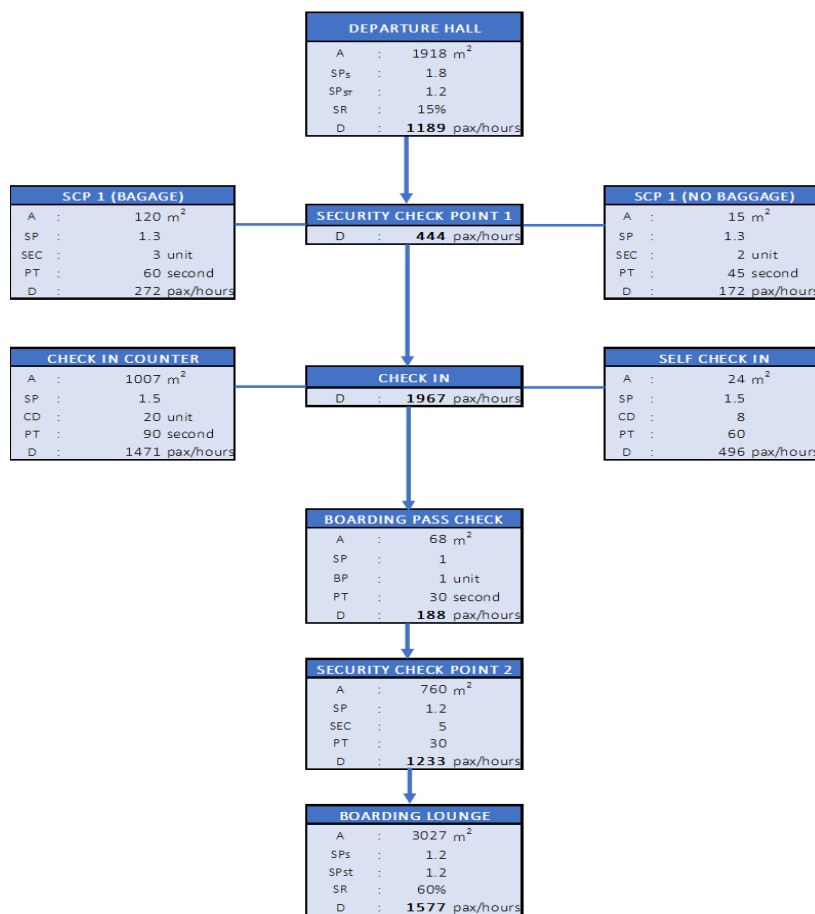 DEPARTURE HALL
A : 1918 m²
SPs : 1.8
SPST : 1.2
SR : 15%
D : 1189 pax/hours
SCP 1 (BAGAGE)
A : 120 m²
SP : 1.3
SEC : 3 unit
PT : 60 second
D : 272 pax/hours
SECURITY CHECK POINT 1
D : 444 pax/hours
SCP 1 (NO BAGGAGE)
A : 15 m²
SP : 1.3
SEC : 2 unit
PT : 45 second
D : 172 pax/hours
CHECK IN COUNTER
A : 1007 m²
SP : 1.5
CD : 20 unit
PT : 90 second
D : 1471 pax/hours
CHECK IN
D : 1967 pax/hours
SELF CHECK IN
A : 24 m²
SP : 1.5
CD : 8
PT : 60
D : 496 pax/hours
BOARDING PASS CHECK
A : 68 m²
SP : 1
BP : 1 unit
PT : 30 second
D : 188 pax/hours
SECURITY CHECK POINT 2
A : 760 m²
SP : 1.2
SEC : 5
PT : 30
D : 1233 pax/hours
BOARDING LOUNGE
A : 3027 m²
SPs : 1.2
SPst : 1.2
SR : 60%
D : 1577 pax/hours